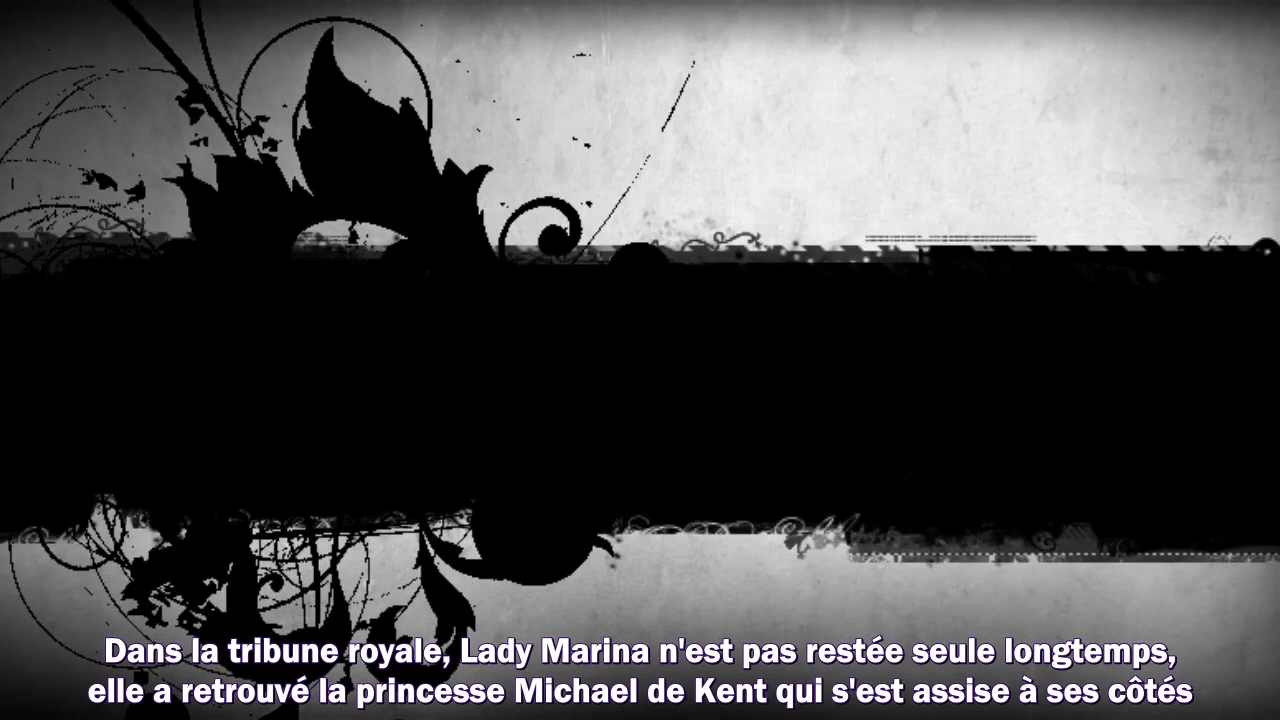 Dans la tribune royale, Lady Marina n'est pas restée seule longtemps,
elle a retrouvé la princesse Michael de Kent qui s'est assise à ses côtés